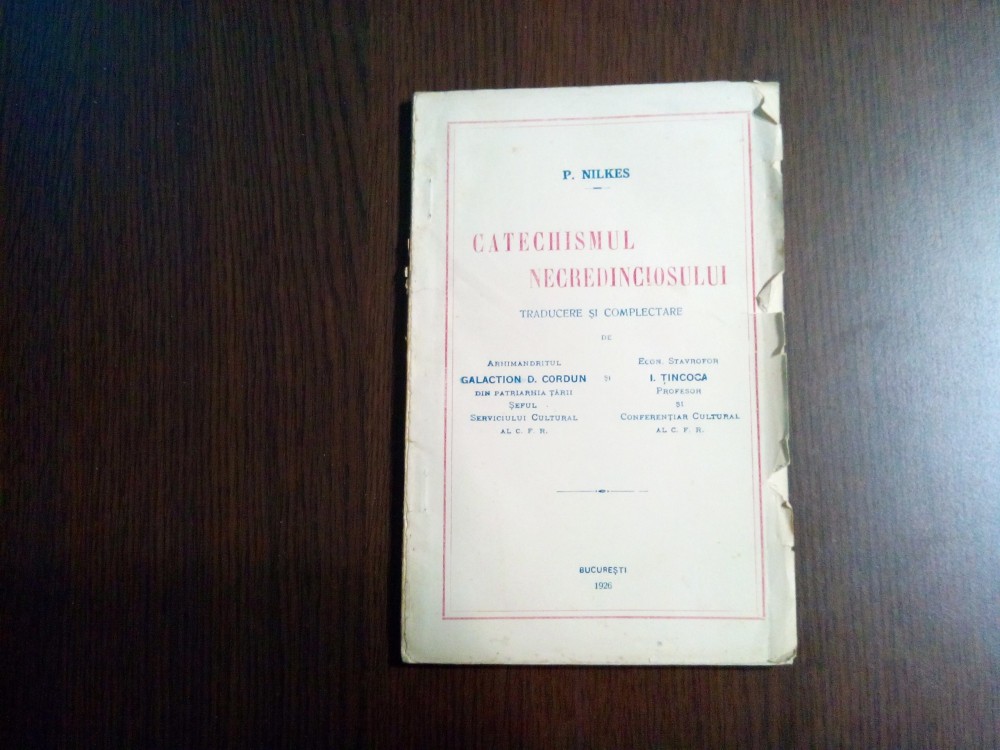 P. NILKES
CATECHISMUL
NECREDINCIOSULUI
TRADUCERE ȘI COMPLECTARE
DE
ARHIMANDRITUL
GALACTION D. CORDUN
DIN PATRIARHIA ȚĂRII
ȘEFUL
SERVICIULUI CULTURAL
AL C. F. R.
ȘI
ECON. STAVROFOR
I. ȚINCOCA
PROFESOR
ȘI
CONFERENȚIAR CULTURAL
AL C. F. R.
BUCUREȘTI
1926